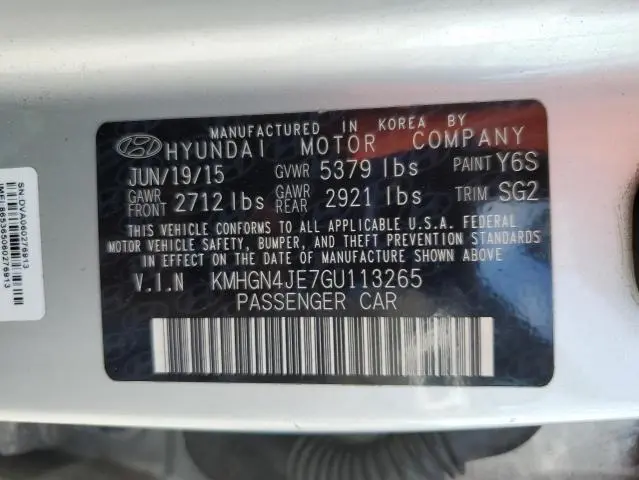 MANUFACTURED IN KOREA BY
HYUNDAI MOTOR COMPANY
JUN/19/15 GVWR 5379 lbs PAINT Y6S
GAWR FRONT 2712 lbs GAWR REAR 2921 lbs TRIM SG2
THIS VEHICLE CONFORMS TO ALL APPLICABLE U.S.A. FEDERAL
MOTOR VEHICLE SAFETY, BUMPER, AND THEFT PREVENTION STANDARDS
IN EFFECT ON THE DATE OF MANUFACTURE SHOWN ABOVE
V.I.N KMHGN4JE7GU113265
PASSENGER CAR